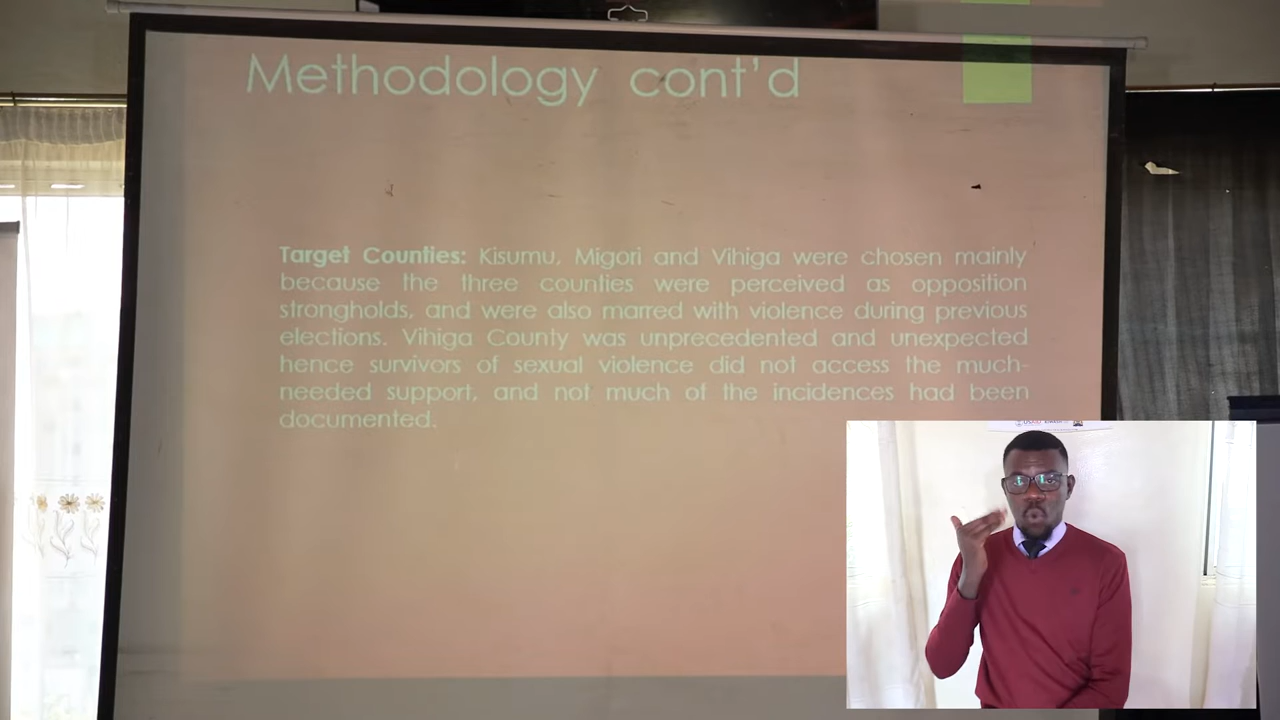 Methodology cont'd
Target Counties: Kisumu, Migori and Vihiga were chosen mainly
because the three counties were perceived as opposition
strongholds, and were also marred with violence during previous
elections. Vihiga County was unprecedented and unexpected
hence survivors of sexual violence did not access the much-
needed support, and not much of the incidences had been
documented.
USAID